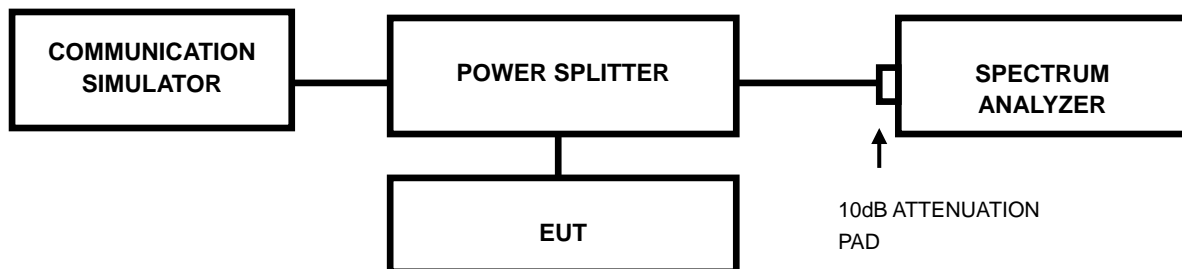 COMMUNICATION
SIMULATOR
POWER SPLITTER
SPECTRUM
ANALYZER
EUT
10dB ATTENUATION
PAD